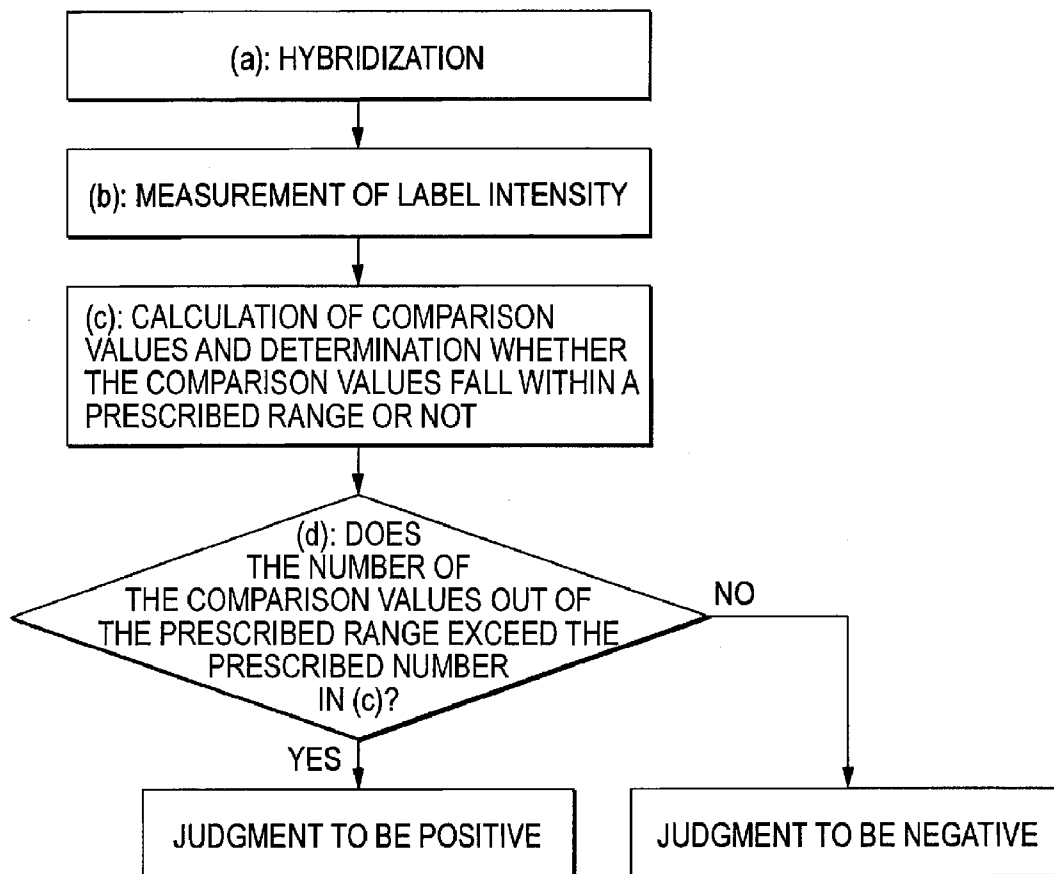 (a): HYBRIDIZATION
(b): MEASUREMENT OF LABEL INTENSITY
(c): CALCULATION OF COMPARISON
VALUES AND DETERMINATION WHETHER
THE COMPARISON VALUES FALL WITHIN A
PRESCRIBED RANGE OR NOT
(d): DOES
THE NUMBER OF
THE COMPARISON VALUES OUT OF
THE PRESCRIBED RANGE EXCEED THE
PRESCRIBED NUMBER
IN (c)?
NO
YES
JUDGMENT TO BE POSITIVE
JUDGMENT TO BE NEGATIVE